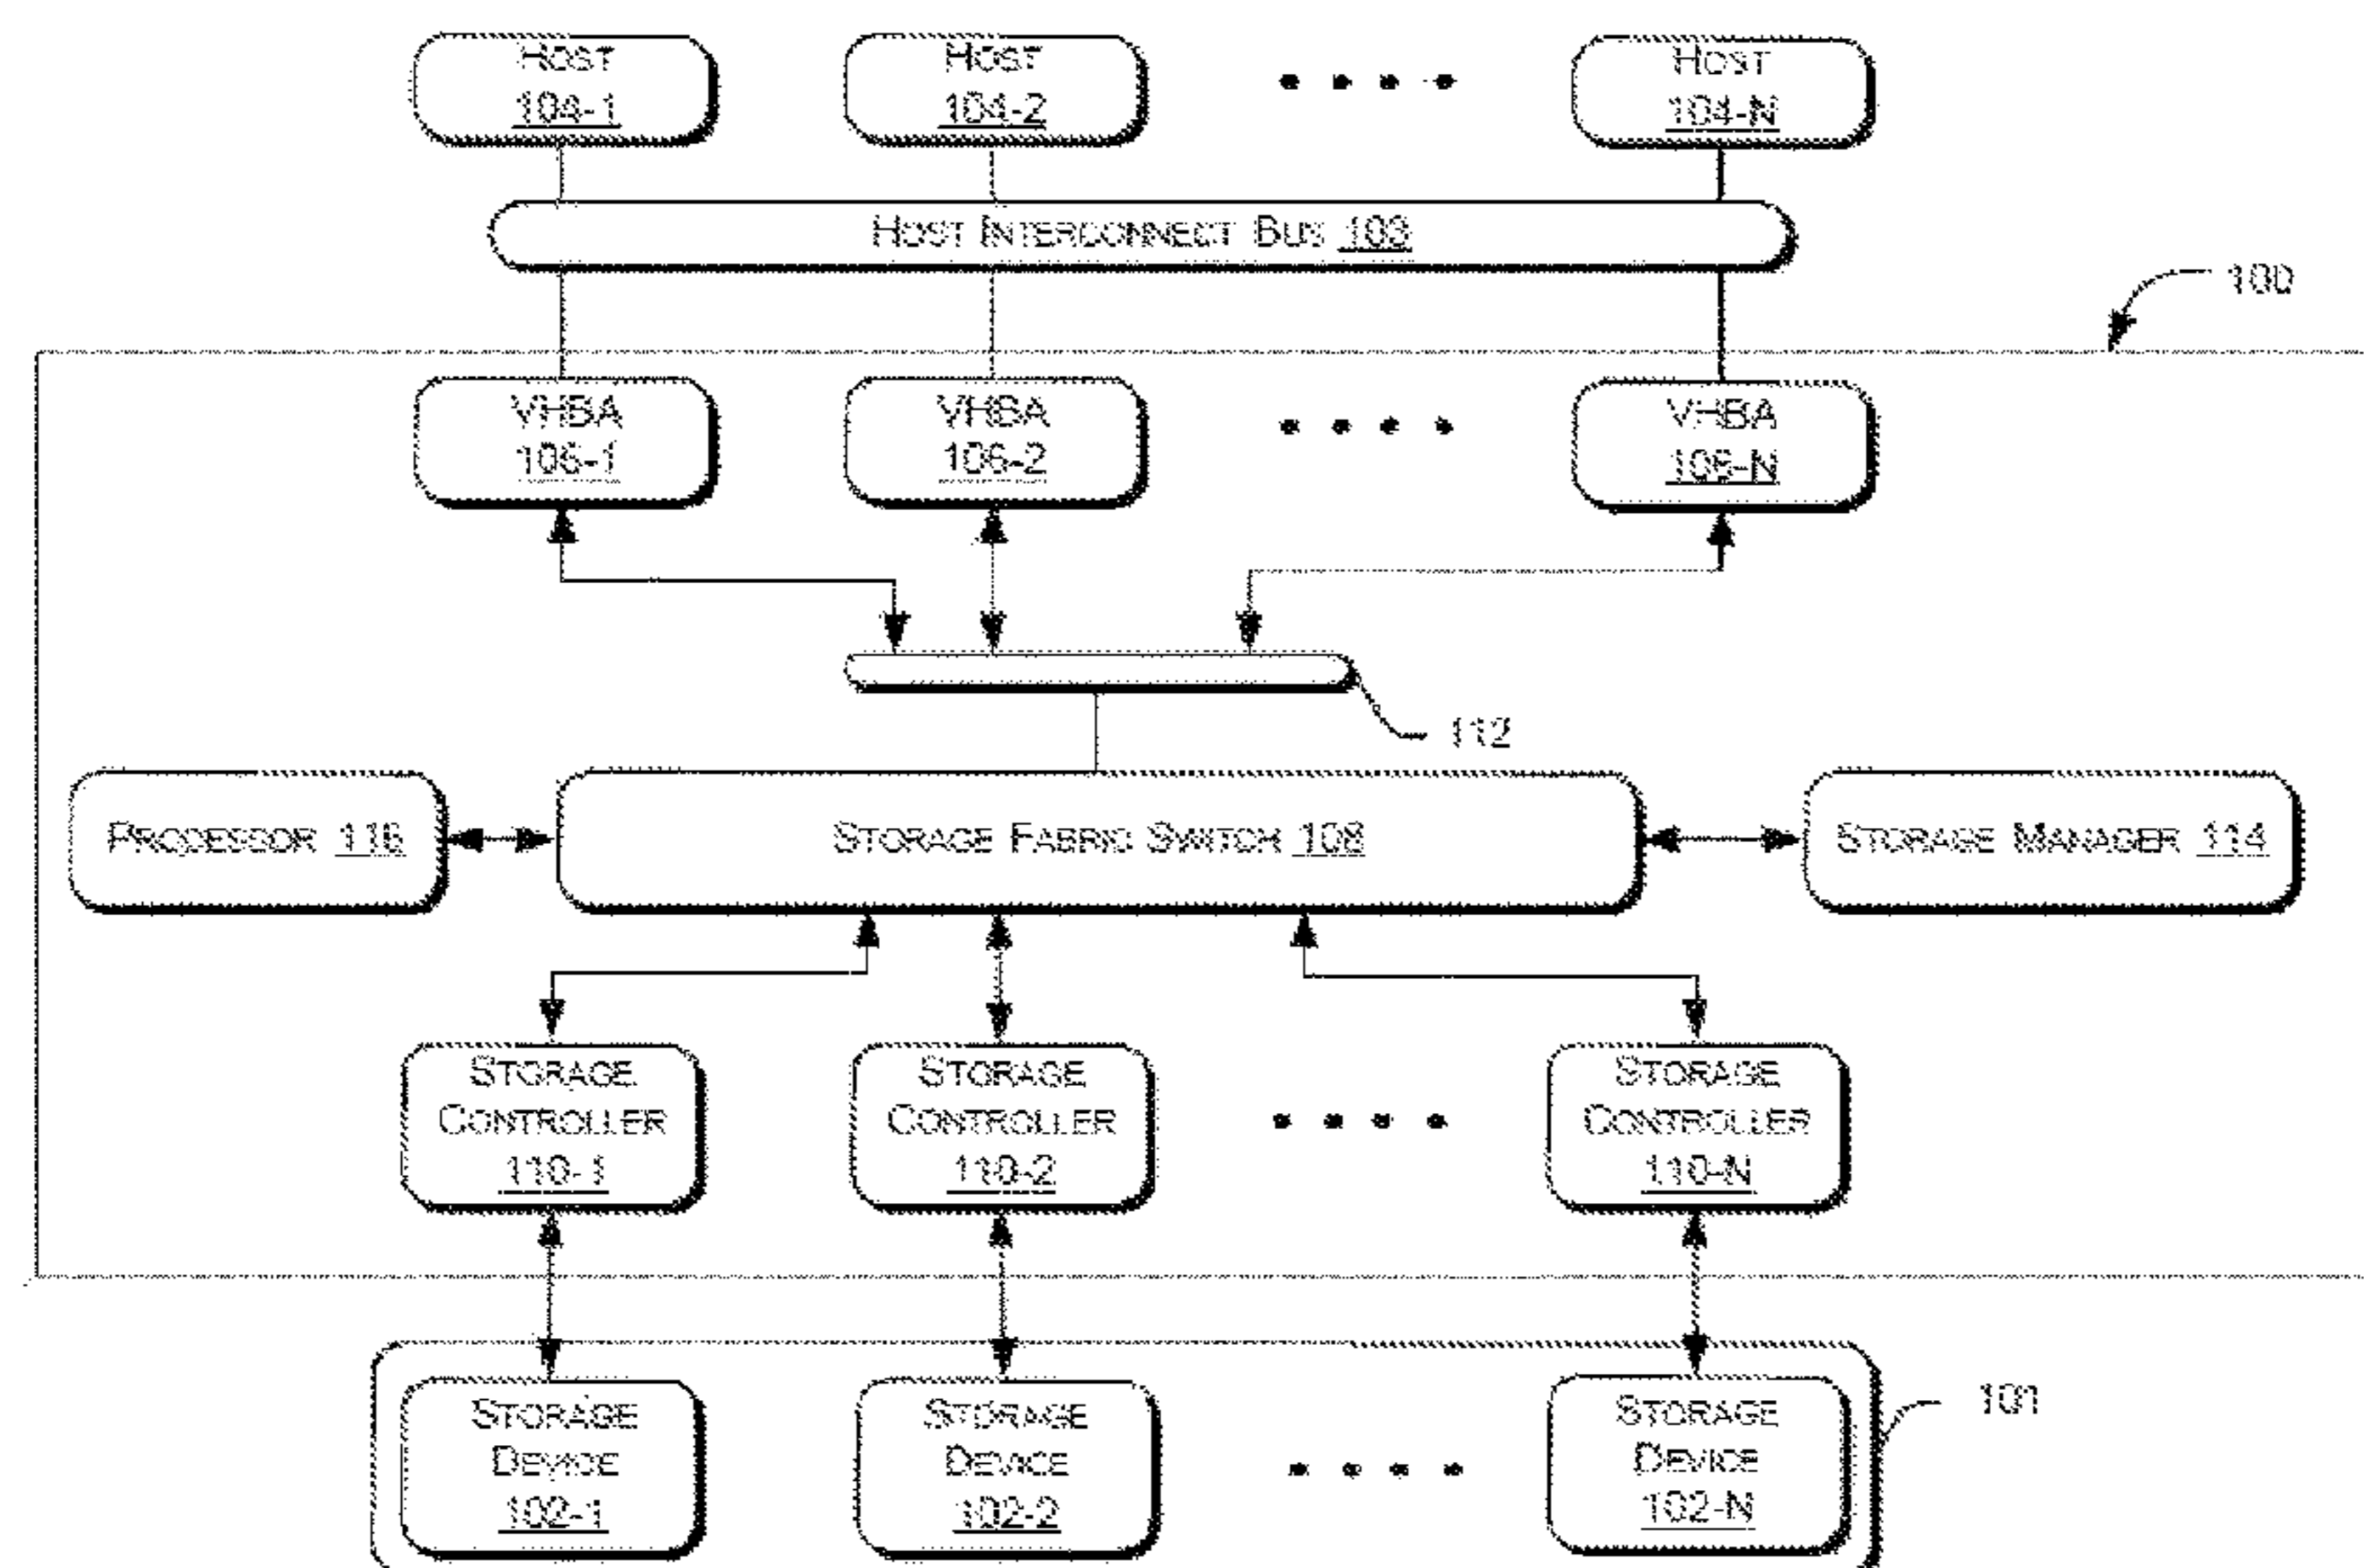 HOST
104-1
HOST
104-2
HOST
104-N
HOST INTERCONNECT BUS 103
100
VHBA
106-1
VHBA
106-2
VHBA
106-N
112
PROCESSOR 116
STORAGE FABRIC SWITCH 108
STORAGE MANAGER 114
STORAGE
CONTROLLER
110-1
STORAGE
CONTROLLER
110-2
STORAGE
CONTROLLER
110-N
STORAGE
DEVICE
102-1
STORAGE
DEVICE
102-2
STORAGE
DEVICE
102-N
101